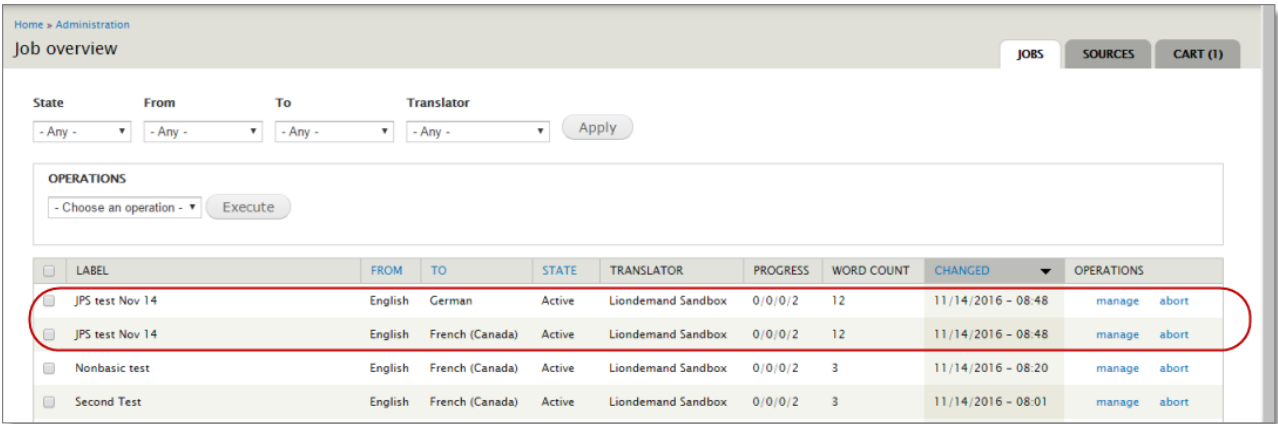 Home » Administration
Job overview
JOBS SOURCES CART (1)
State From To Translator
- Any - - Any - - Any - - Any - Apply
OPERATIONS
- Choose an operation - Execute
LABEL FROM TO STATE TRANSLATOR PROGRESS WORD COUNT CHANGED OPERATIONS
JPS test Nov 14 English German Active Liondemand Sandbox 0/0/0/2 12 11/14/2016 – 08:48 manage abort
JPS test Nov 14 English French (Canada) Active Liondemand Sandbox 0/0/0/2 12 11/14/2016 – 08:48 manage abort
Nonbasic test English French (Canada) Active Liondemand Sandbox 0/0/0/2 3 11/14/2016 – 08:20 manage abort
Second Test English French (Canada) Active Liondemand Sandbox 0/0/0/2 3 11/14/2016 – 08:01 manage abort